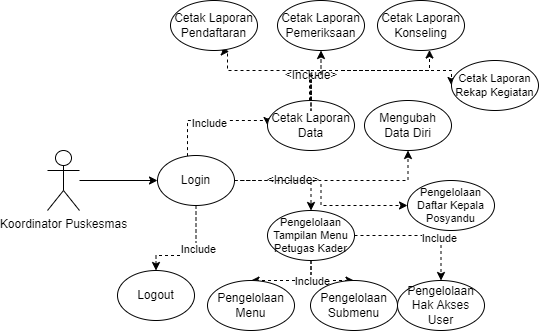 Cetak Laporan
Pendaftaran
Cetak Laporan
Pemeriksaan
Cetak Laporan
Konseling
<Include>
Cetak Laporan
Rekap Kegiatan
Include
Cetak Laporan
Data
Mengubah
Data Diri
Koordinator Puskesmas
Login
<Include>
Pengelolaan
Daftar Kepala
Posyandu
Pengelolaan
Tampilan Menu
Petugas Kader
Include
Include
Logout
Include
Pengelolaan
Menu
Pengelolaan
Submenu
Pengelolaan
Hak Akses
User